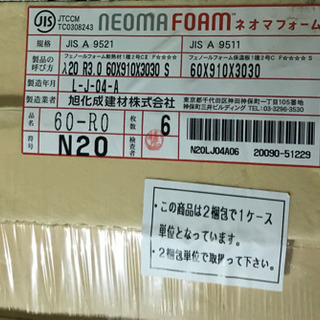 JIS JTCCM
TC0308243
NEOMA FOAM ネオマフォーム
規格 JIS A 9521 JIS A 9511
製品の呼び方 フェノールフォーム断熱材1種2号CⅡ F☆☆☆☆ S フェノールフォーム保温板1種2号C F☆☆☆☆
λ20 R3.0 60X910X3030 S 60X910X3030
製造年月 L-J-04-A
製造業者 旭化成建材株式会社
東京都千代田区神田神保町一丁目105番地
神保町三井ビルディング TEL 03-3296-3530
品名 60-R0 枚数 6
符号 N20
N20LJ04A06 20090-51229
・この商品は2梱包で1ケース
単位となっています。
・2梱包単位で取扱って下さい。